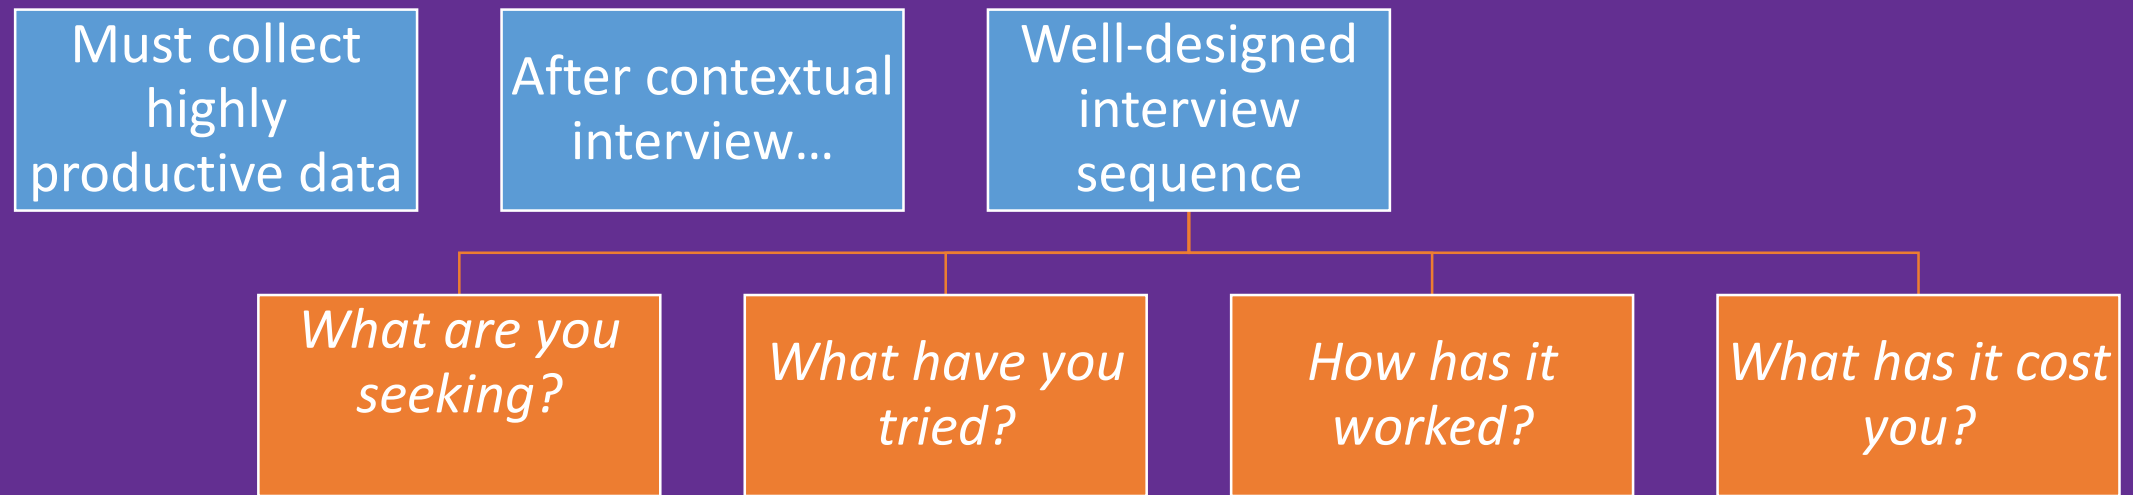 Must collect
highly
productive data
After contextual
interview…
Well-designed
interview
sequence
What are you
seeking?
What have you
tried?
How has it
worked?
What has it cost
you?